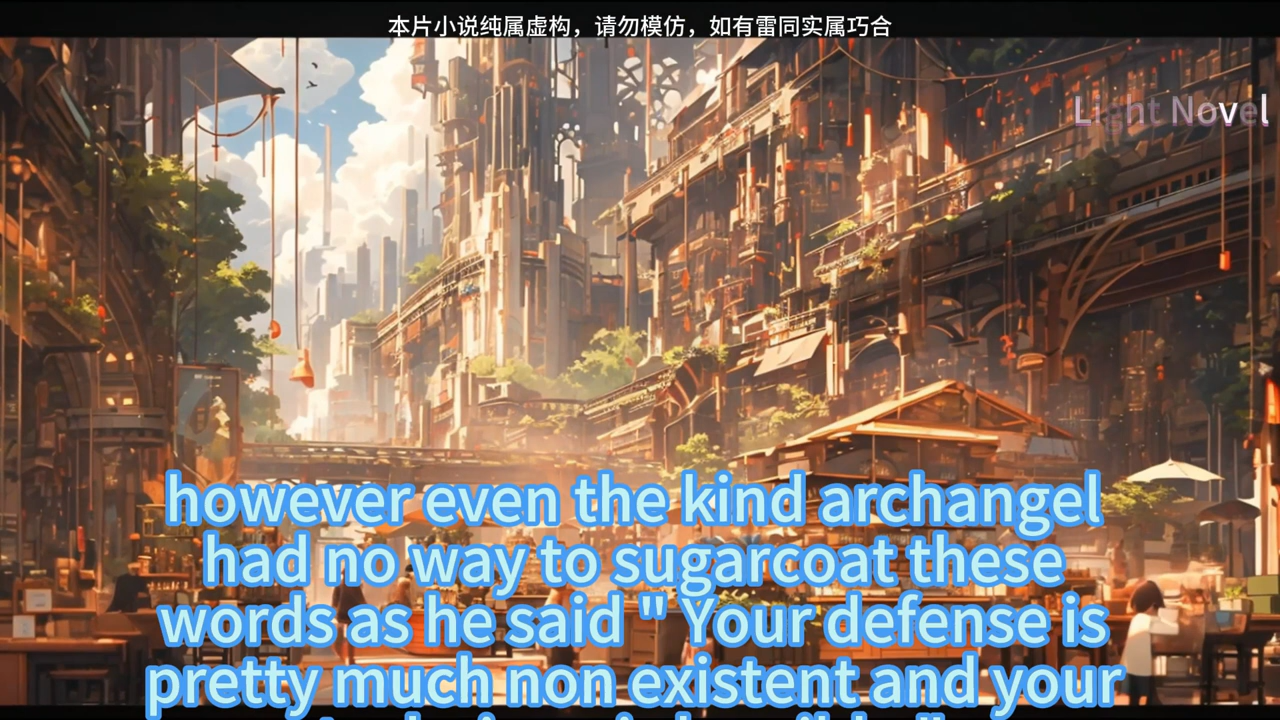 本片小说纯属虚构，请勿模仿，如有雷同实属巧合
Light Novel
however even the kind archangel
had no way to sugarcoat these
words as he said " Your defense is
pretty much non existent and your